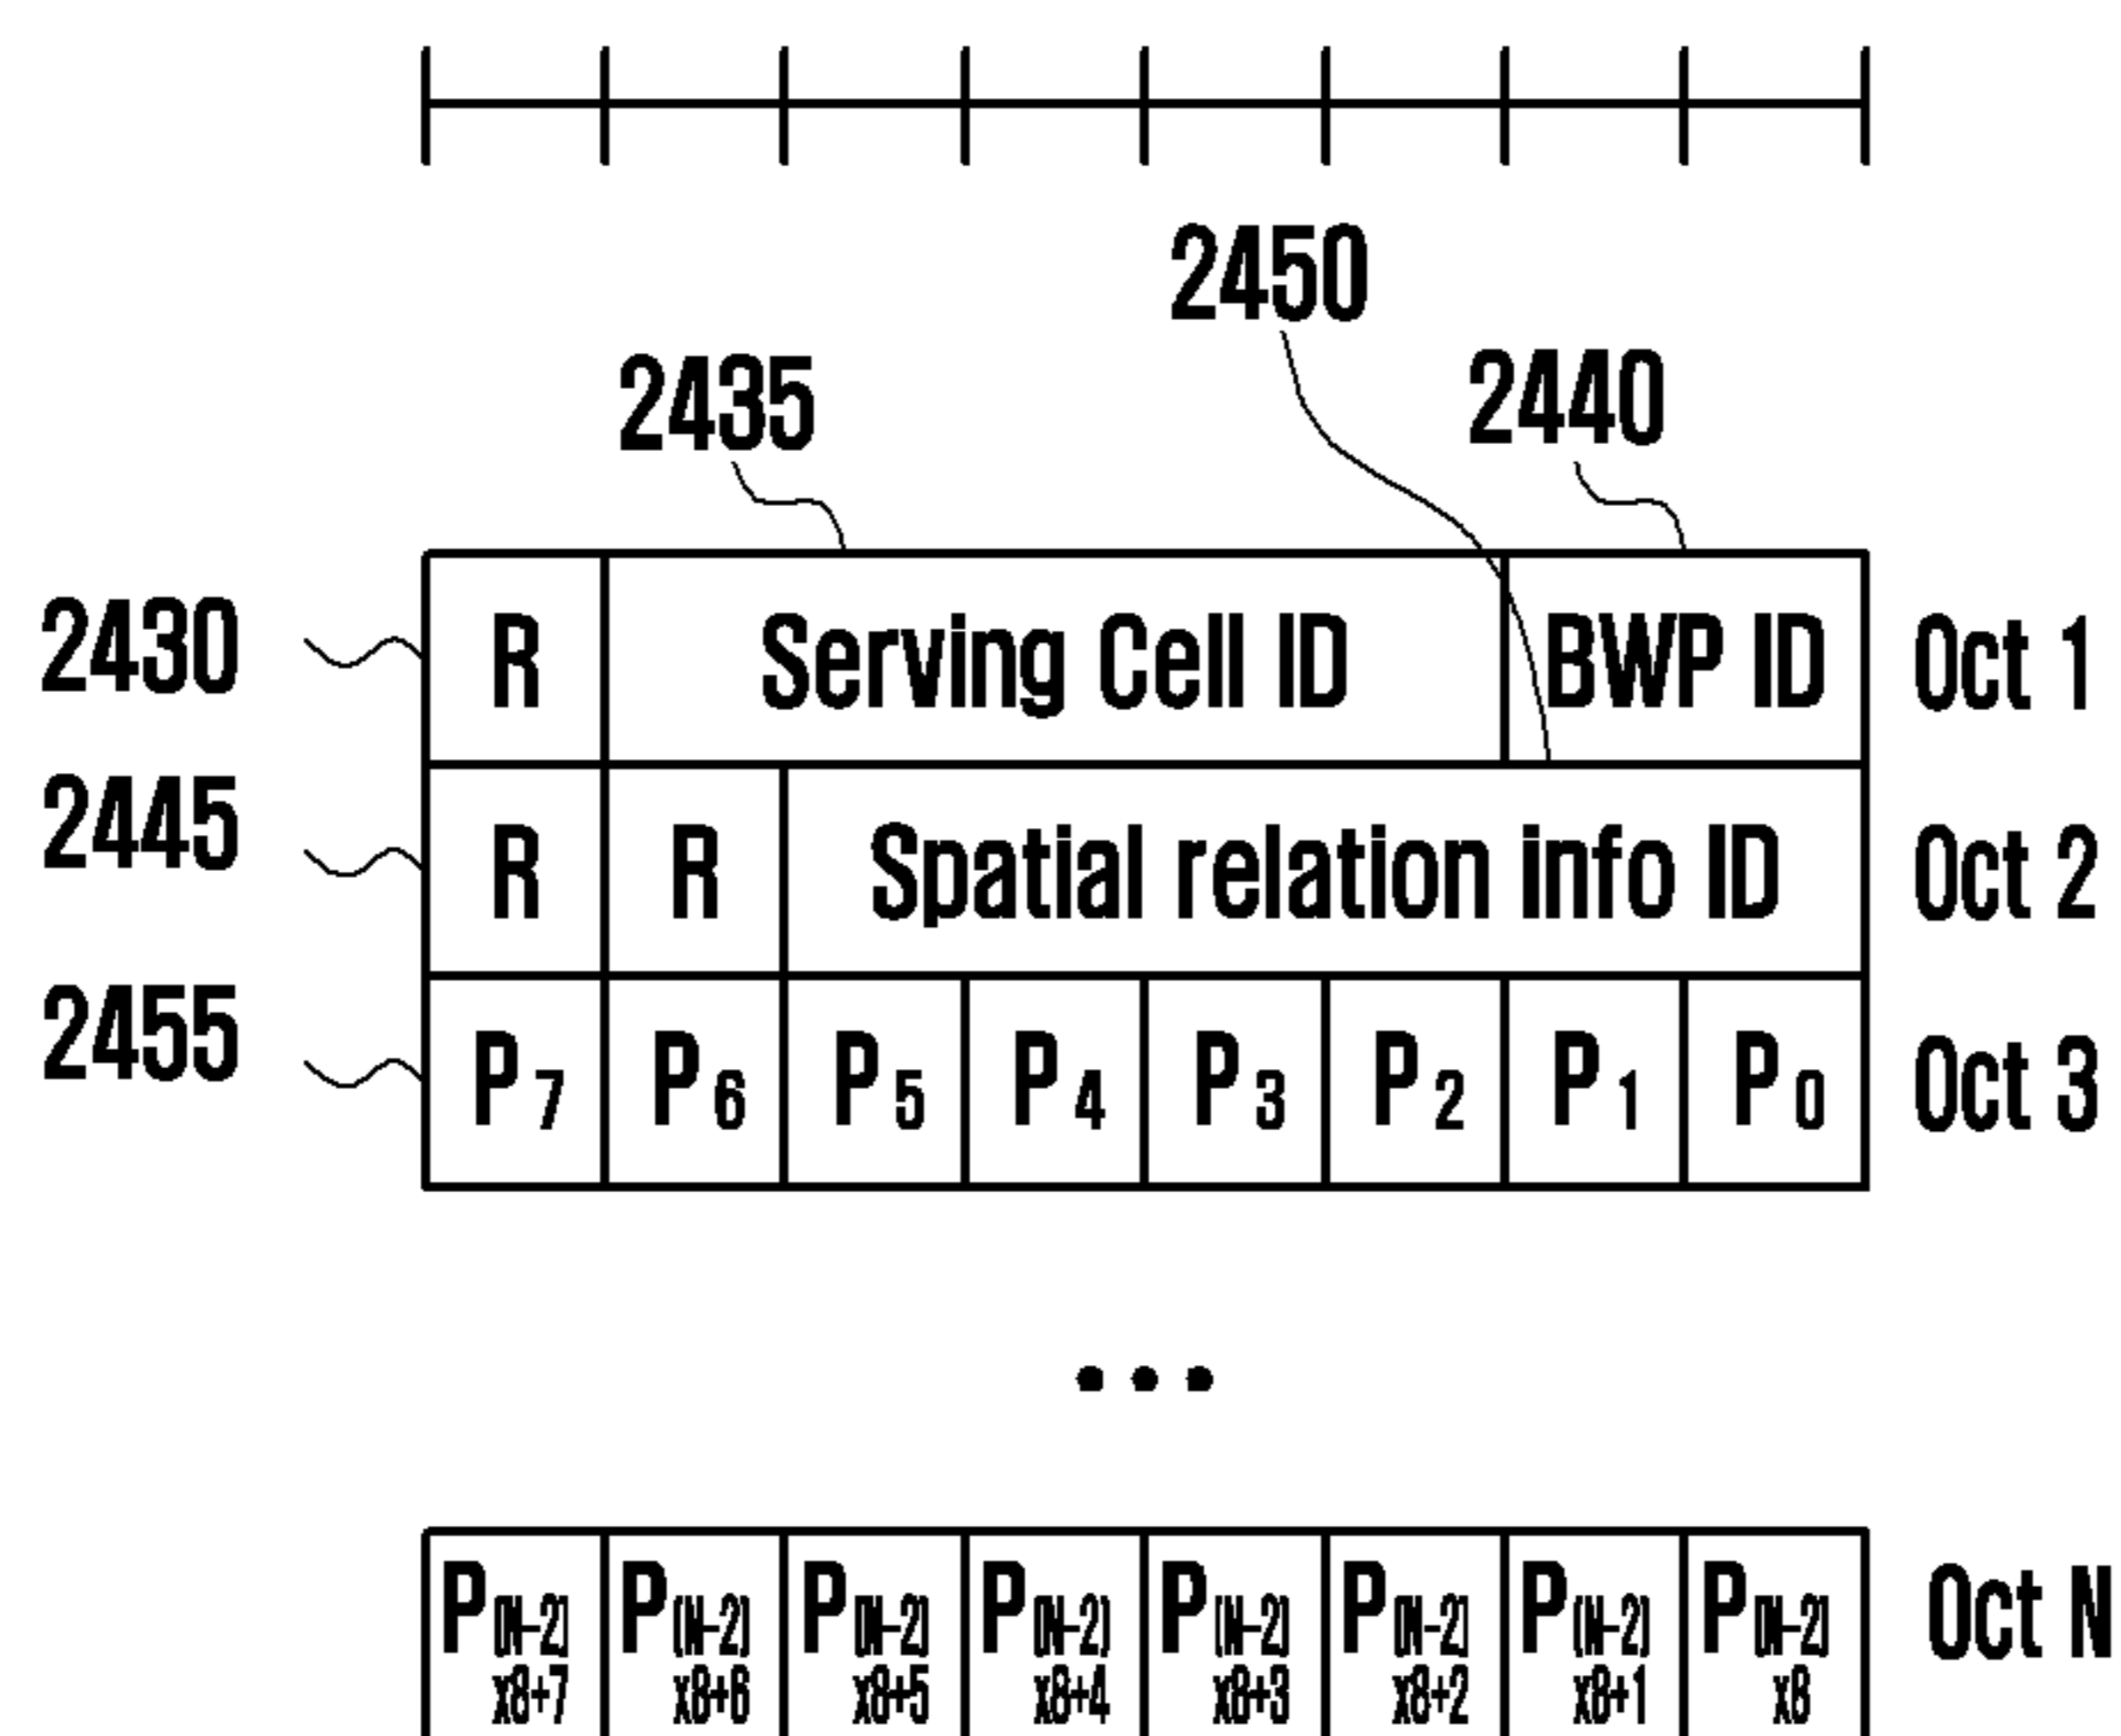 2450
2435 2440
2430 R Serving Cell ID BWP ID Oct 1
2445 R R Spatial relation info ID Oct 2
2455 P7 P6 P5 P4 P3 P2 P1 P0 Oct 3
...
P(N-2) P(N-2) P(N-2) P(N-2) P(N-2) P(N-2) P(N-2) P(N-2) Oct N
x8+7 x8+6 x8+5 x8+4 x8+3 x8+2 x8+1 x8